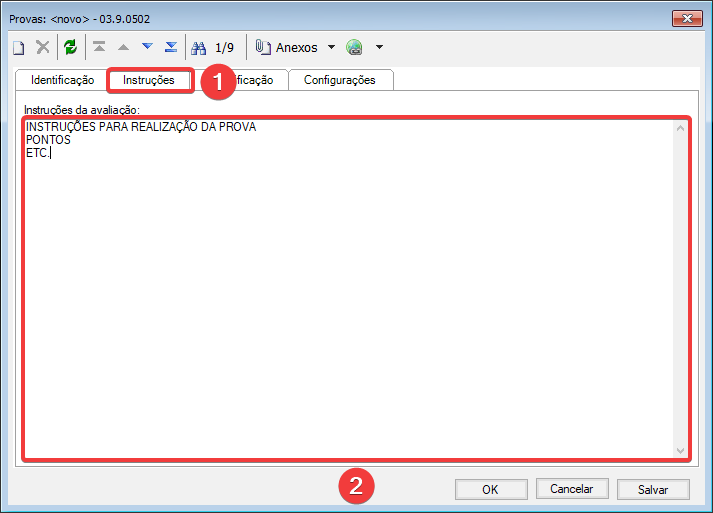 Provas: <novo> - 03.9.0502
1/9 Anexos
Identificação Instruções 1 ificação Configurações
Instruções da avaliação:
INSTRUÇÕES PARA REALIZAÇÃO DA PROVA
PONTOS
ETC.
2
OK Cancelar Salvar